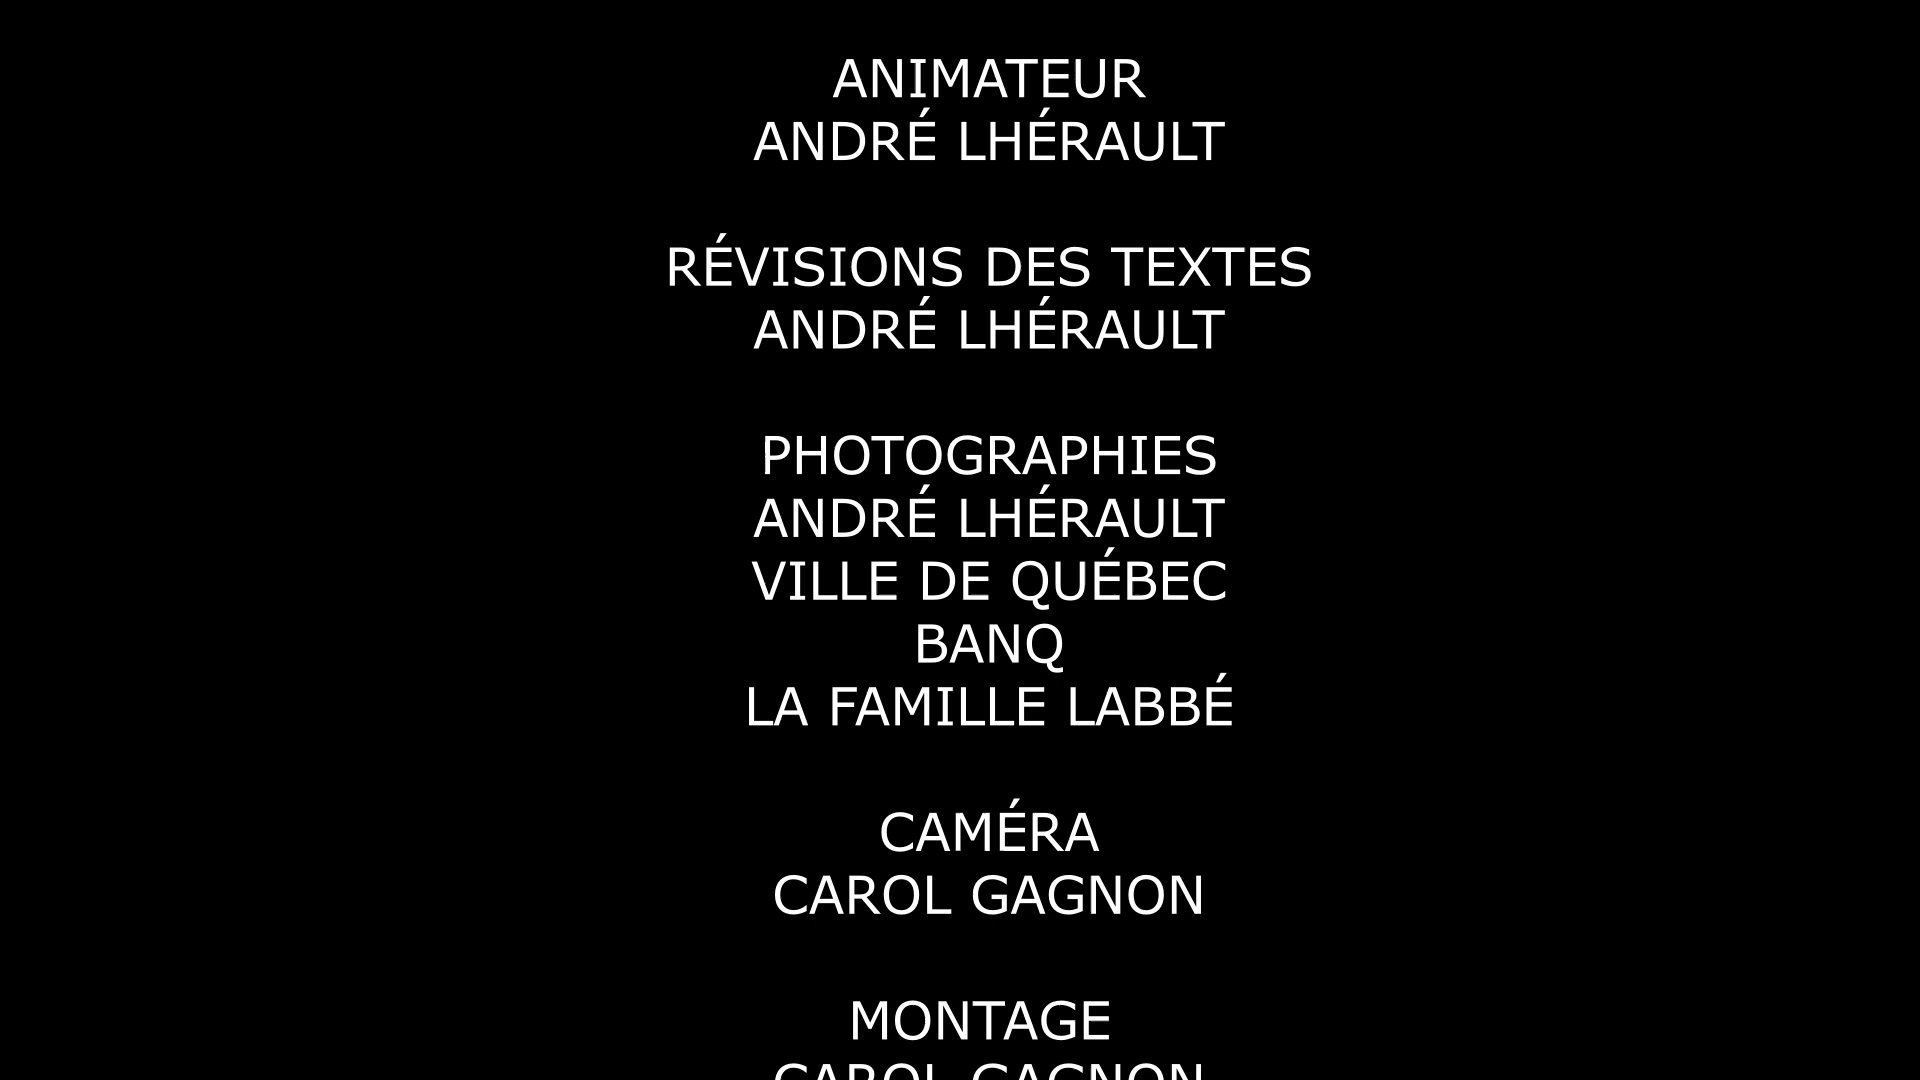 ANIMATEUR
ANDRÉ LHÉRAULT
RÉVISIONS DES TEXTES
ANDRÉ LHÉRAULT
PHOTOGRAPHIES
ANDRÉ LHÉRAULT
VILLE DE QUÉBEC
BANQ
LA FAMILLE LABBÉ
CAMÉRA
CAROL GAGNON
MONTAGE
CAROL GAGNON